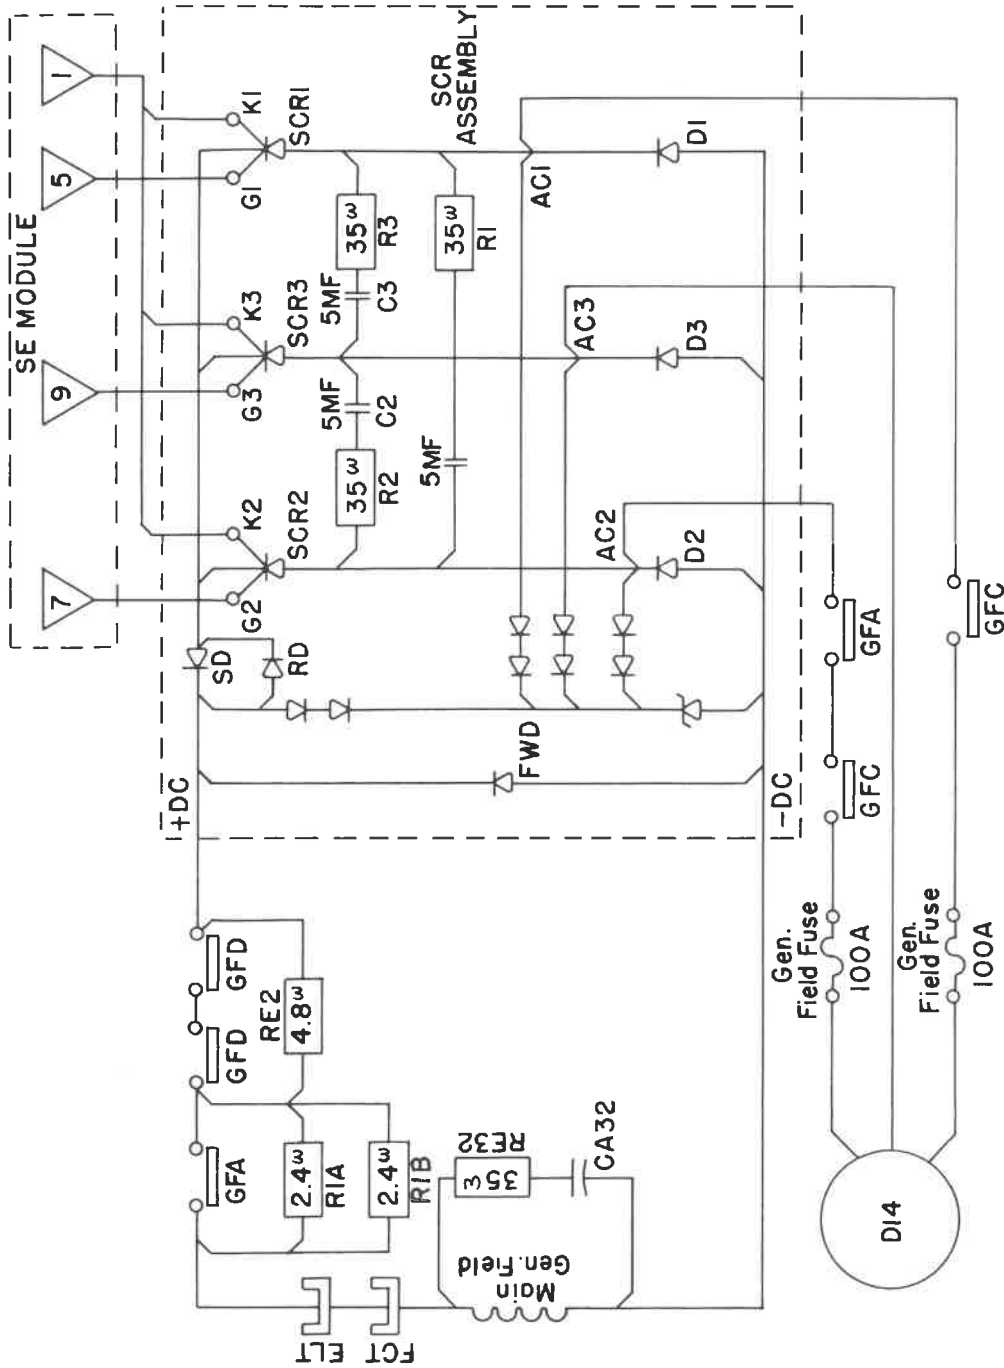 SE MODULE
7
9
5
1
+DC
SD
G2
K2
G3
K3
G1
K1
GFA
GFD
GFD
RE2
4.8ω
RD
SCR2
SCR3
SCR1
2.4ω
R1A
ELT
FCT
35ω
R2
5MF
C2
5MF
C3
35ω
R3
2.4ω
R1B
5MF
35ω
R1
SCR
ASSEMBLY
RE32
35ω
CA32
Main
Gen. Field
FWD
AC1
AC3
AC2
D2
D3
D1
-DC
Gen.
Field Fuse
100A
GFC
GFA
D14
Gen.
Field Fuse
100A
GFC